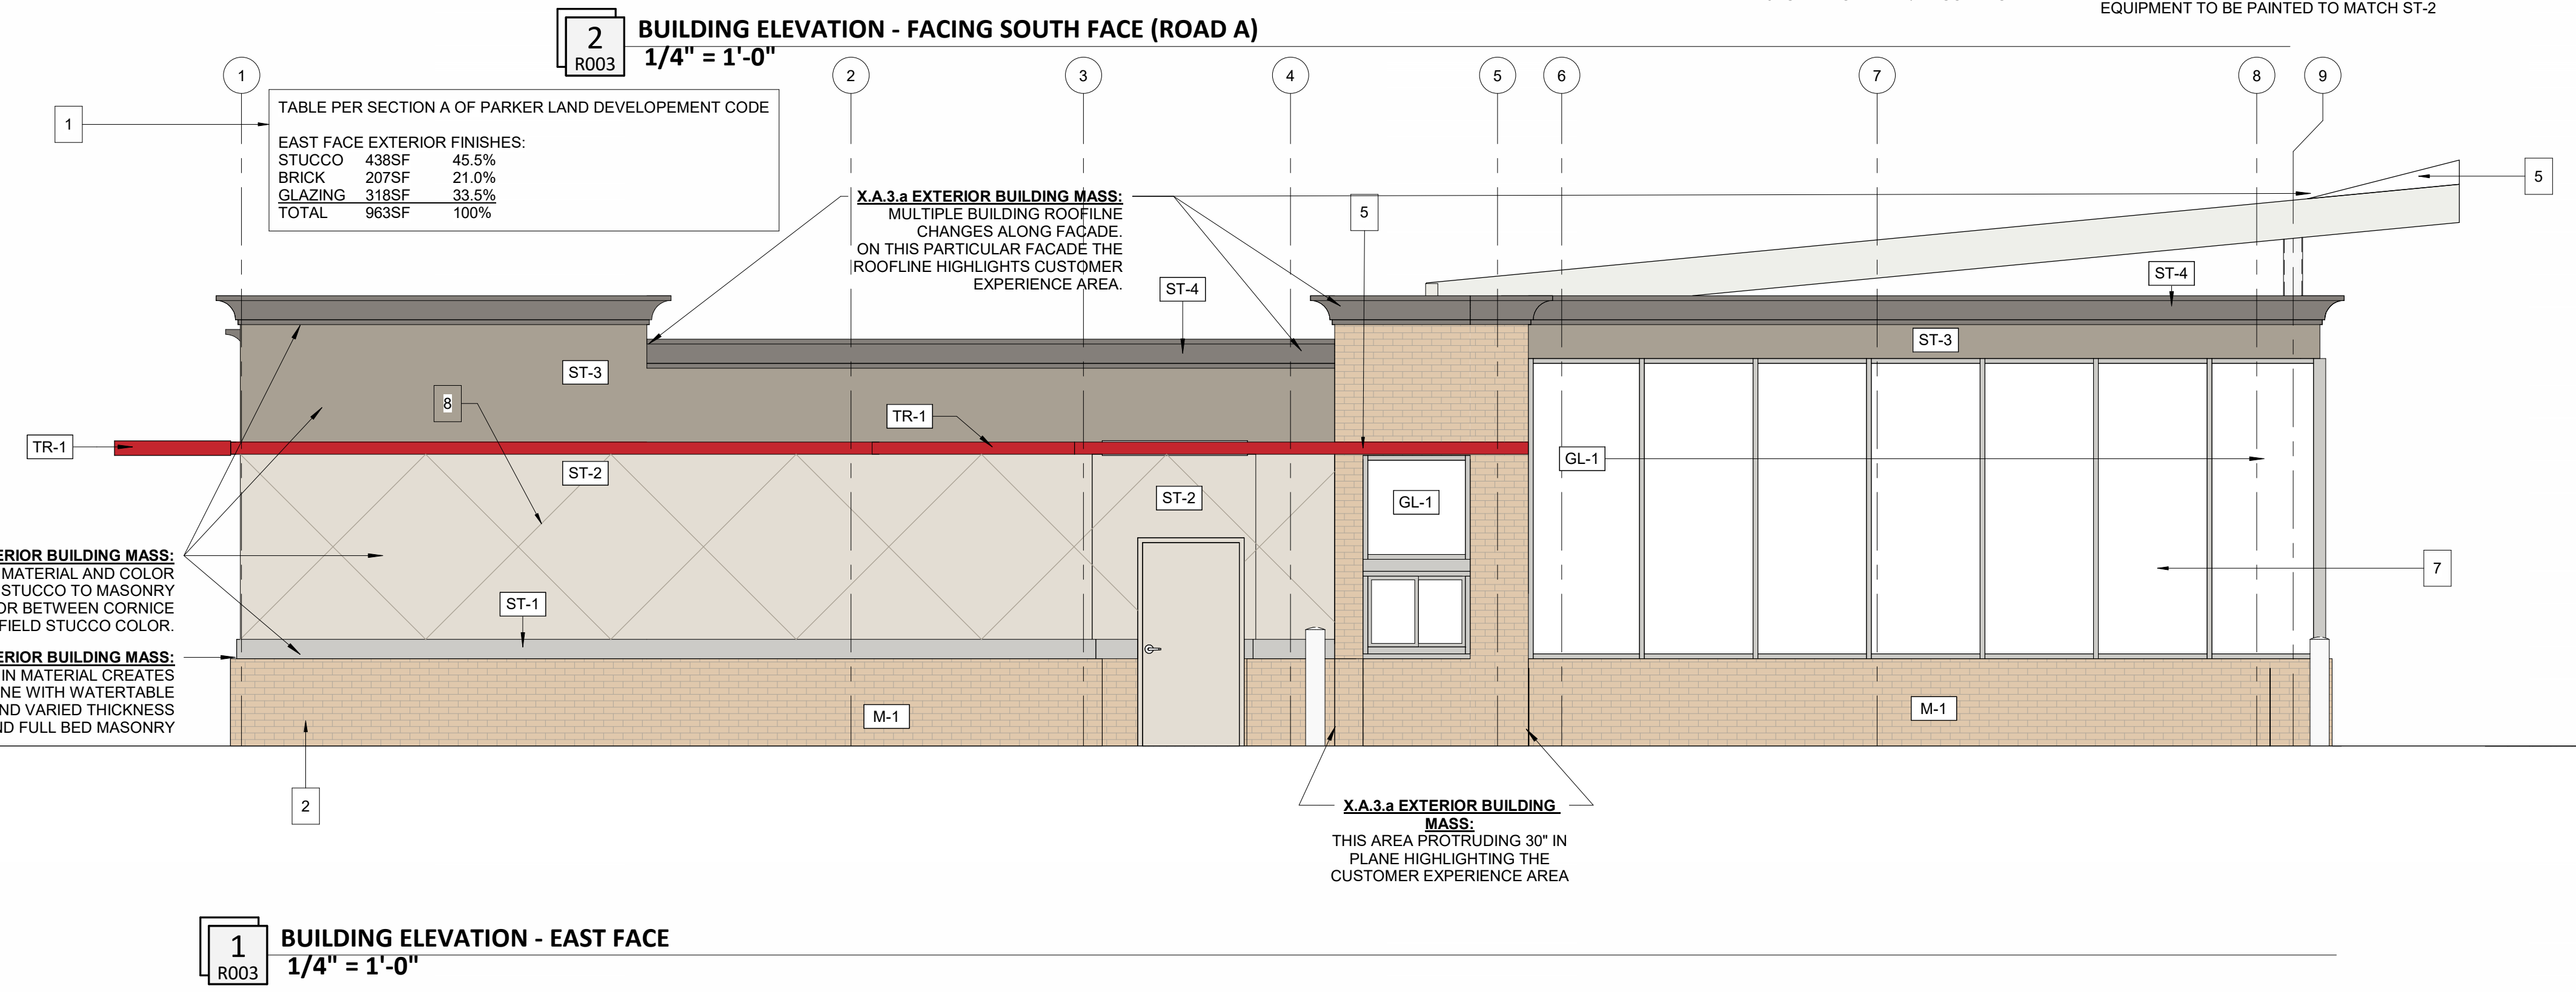 EQUIPMENT TO BE PAINTED TO MATCH ST-2
2
R003
BUILDING ELEVATION - FACING SOUTH FACE (ROAD A)
1/4" = 1'-0"
1
2
3
4
5
6
7
8
9
1
TABLE PER SECTION A OF PARKER LAND DEVELOPEMENT CODE
EAST FACE EXTERIOR FINISHES:
STUCCO 438SF 45.5%
BRICK 207SF 21.0%
GLAZING 318SF 33.5%
TOTAL 963SF 100%
X.A.3.a EXTERIOR BUILDING MASS:
MULTIPLE BUILDING ROOFILNE
CHANGES ALONG FACADE.
ON THIS PARTICULAR FACADE THE
ROOFLINE HIGHLIGHTS CUSTOMER
EXPERIENCE AREA.
5
5
ST-4
ST-4
ST-3
ST-3
8
TR-1
TR-1
ST-2
GL-1
ST-2
GL-1
ERIOR BUILDING MASS:
MATERIAL AND COLOR
STUCCO TO MASONRY
OR BETWEEN CORNICE
FIELD STUCCO COLOR.
7
ST-1
ERIOR BUILDING MASS:
IN MATERIAL CREATES
NE WITH WATERTABLE
ND VARIED THICKNESS
ND FULL BED MASONRY
M-1
M-1
2
X.A.3.a EXTERIOR BUILDING
MASS:
THIS AREA PROTRUDING 30" IN
PLANE HIGHLIGHTING THE
CUSTOMER EXPERIENCE AREA
1
R003
BUILDING ELEVATION - EAST FACE
1/4" = 1'-0"